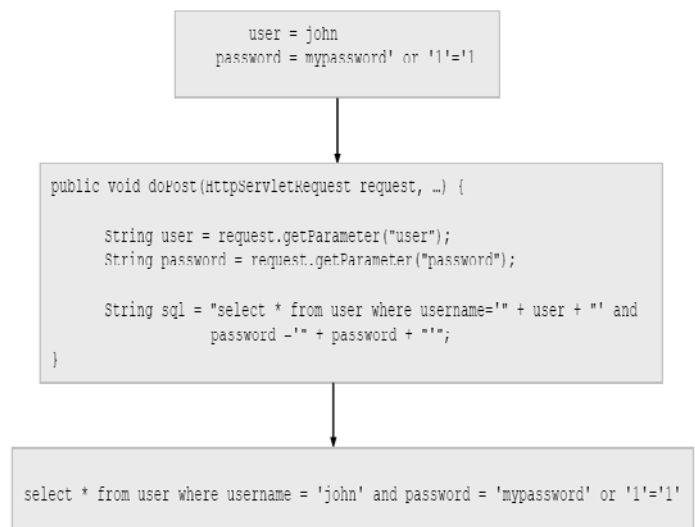 user = john
password = mypassword' or '1'='1
public void doPost(HttpServletRequest request, …) {
String user = request.getParameter("user");
String password = request.getParameter("password");
String sql = "select * from user where username='" + user + "' and
password ='" + password + "'";
}
select * from user where username = 'john' and password = 'mypassword' or '1'='1'